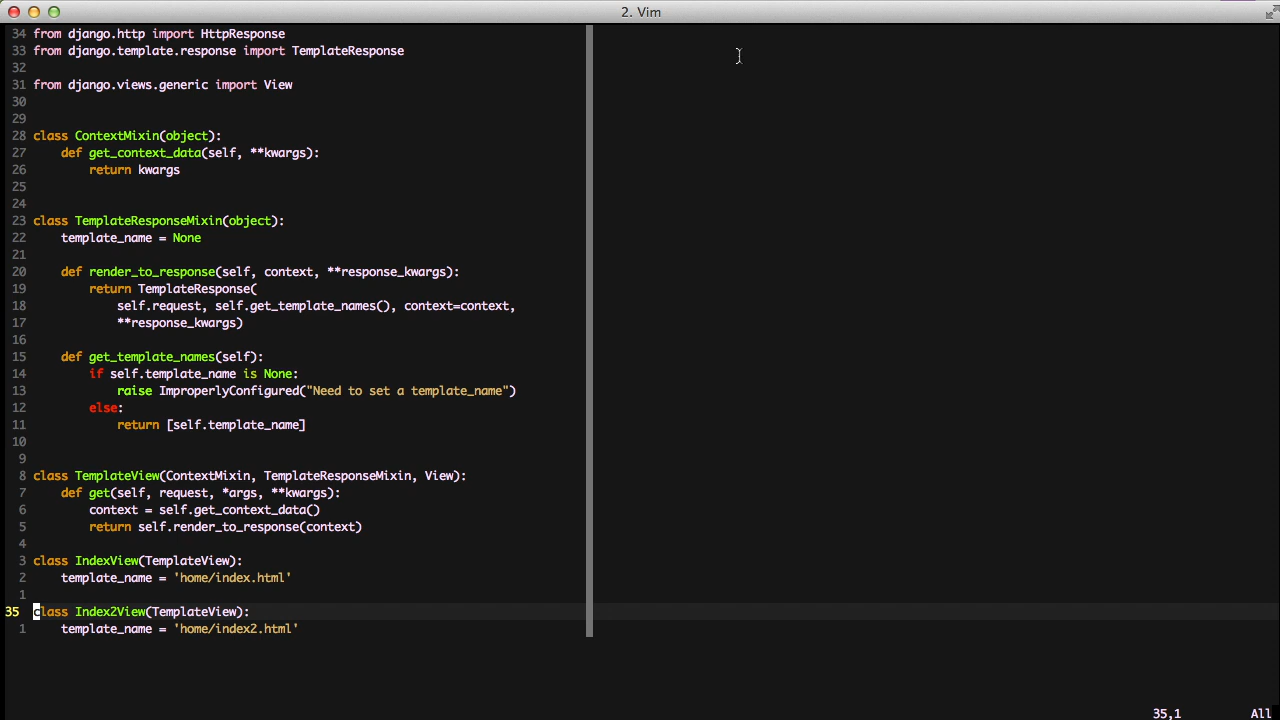 2. Vim
34 from django.http import HttpResponse
33 from django.template.response import TemplateResponse
32
31 from django.views.generic import View
30
29
28 class ContextMixin(object):
27     def get_context_data(self, **kwargs):
26         return kwargs
25
24
23 class TemplateResponseMixin(object):
22     template_name = None
21
20     def render_to_response(self, context, **response_kwargs):
19         return TemplateResponse(
18             self.request, self.get_template_names(), context=context,
17             **response_kwargs)
16
15     def get_template_names(self):
14         if self.template_name is None:
13             raise ImproperlyConfigured("Need to set a template_name")
12         else:
11             return [self.template_name]
10
9
8 class TemplateView(ContextMixin, TemplateResponseMixin, View):
7     def get(self, request, *args, **kwargs):
6         context = self.get_context_data()
5         return self.render_to_response(context)
4
3 class IndexView(TemplateView):
2     template_name = 'home/index.html'
1
35 class Index2View(TemplateView):
1     template_name = 'home/index2.html'
35,1 All